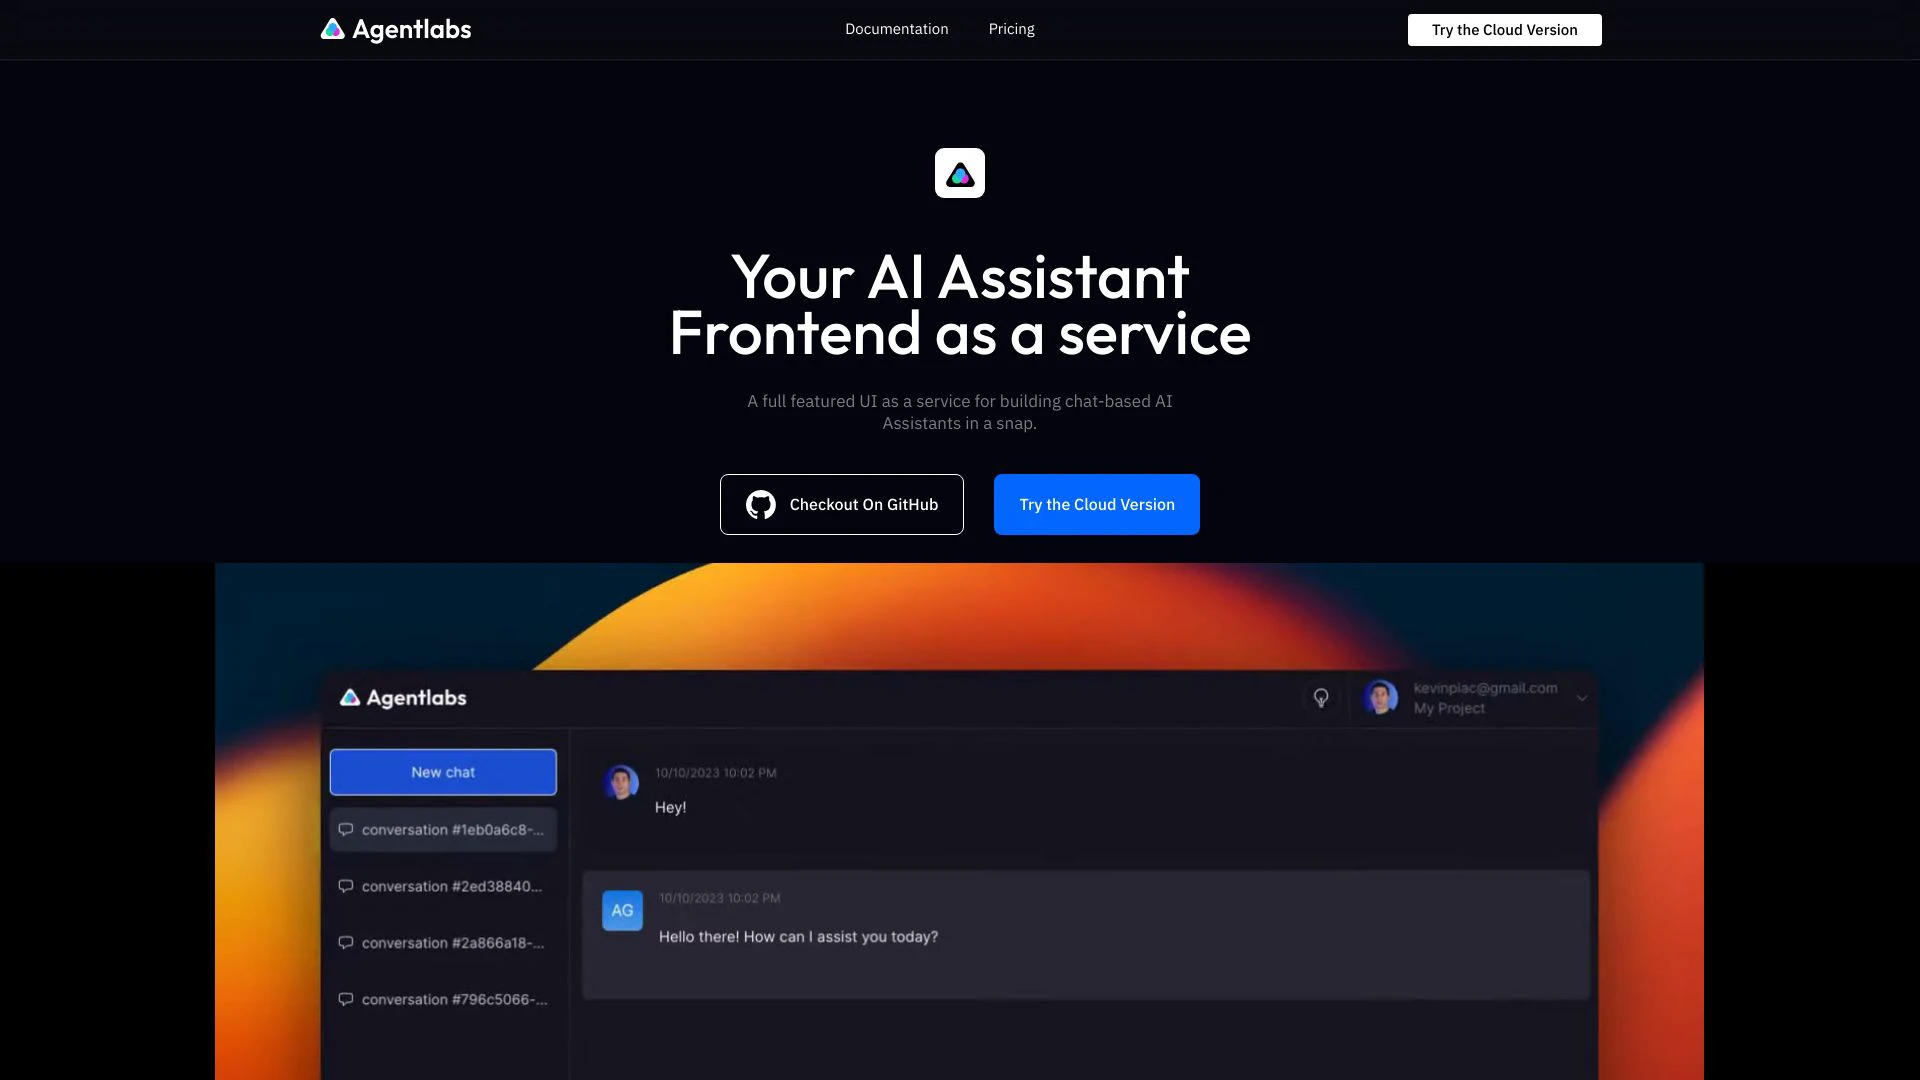 Agentlabs
Documentation
Pricing
Try the Cloud Version
Your AI Assistant
Frontend as a service
A full featured UI as a service for building chat-based AI
Assistants in a snap.
Checkout On GitHub
Try the Cloud Version
Agentlabs
kevinpiac@gmail.com
My Project
New chat
conversation #1eb0a6c8-...
conversation #2ed38840...
conversation #2a866a18-...
conversation #796c5066-...
10/10/2023 10:02 PM
Hey!
AG
10/10/2023 10:02 PM
Hello there! How can I assist you today?